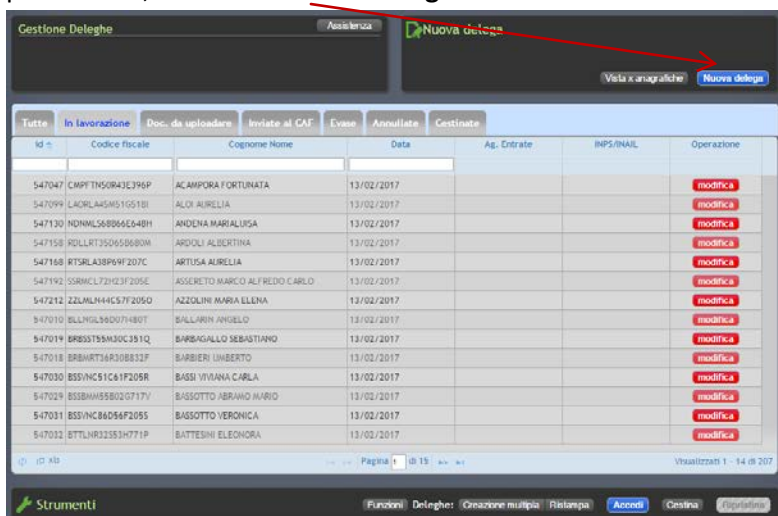 Gestione Deleghe Assistenza Nuova delega
Vista x anagrafiche Nuova delega
Tutte In lavorazione Doc. da uploadare Inviate al CAF Evase Annullate Cestinate
Id Codice fiscale Cognome Nome Data Ag. Entrate INPS/INAIL Operazione
547047 CMPFTN50R43E396P ACAMPORA FORTUNATA 13/02/2017 modifica
547099 LAORLA45M51G518I ALOI AURELIA 13/02/2017 modifica
547130 NDNMLS68B66E648H ANDENA MARIALUISA 13/02/2017 modifica
547158 RDLLRT35D65B680M ARDOLI ALBERTINA 13/02/2017 modifica
547168 RTSRLA38P69F207C ARTUSA AURELIA 13/02/2017 modifica
547192 SSRMCL72H23F205E ASSERETO MARCO ALFREDO CARLO 13/02/2017 modifica
547212 ZZLMLN44C57F205O AZZOLINI MARIA ELENA 13/02/2017 modifica
547010 BLLNGL56D07I480T BALLARIN ANGELO 13/02/2017 modifica
547019 BRBSST55M30C351Q BARBAGALLO SEBASTIANO 13/02/2017 modifica
547018 BRBMRT36R30B832F BARBIERI UMBERTO 13/02/2017 modifica
547030 BSSVNC51C61F205R BASSI VIVIANA CARLA 13/02/2017 modifica
547029 BSSBMM55B02G717V BASSOTTO ABRAMO MARIO 13/02/2017 modifica
547031 BSSVNC86D56F205S BASSOTTO VERONICA 13/02/2017 modifica
547032 BTTLNR32S53H771P BATTESINI ELEONORA 13/02/2017 modifica
Xls Pagina 1 di 15 Visualizzati 1 - 14 di 207
Strumenti Funzioni Deleghe: Creazione multipla Ristampa Accedi Cestina Ripristina